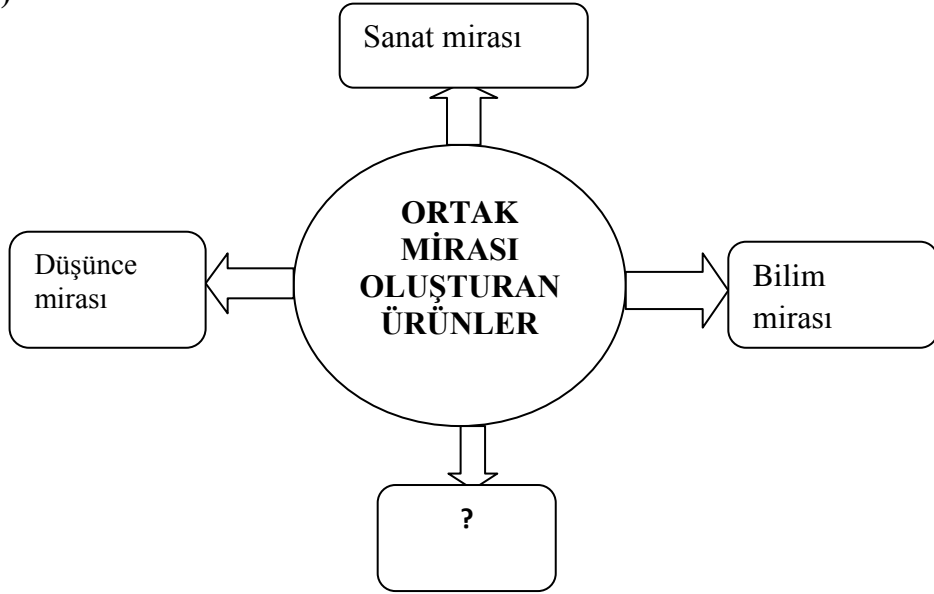 )
Sanat mirası
ORTAK
MİRASI
OLUŞTURAN
ÜRÜNLER
Düşünce
mirası
Bilim
mirası
?